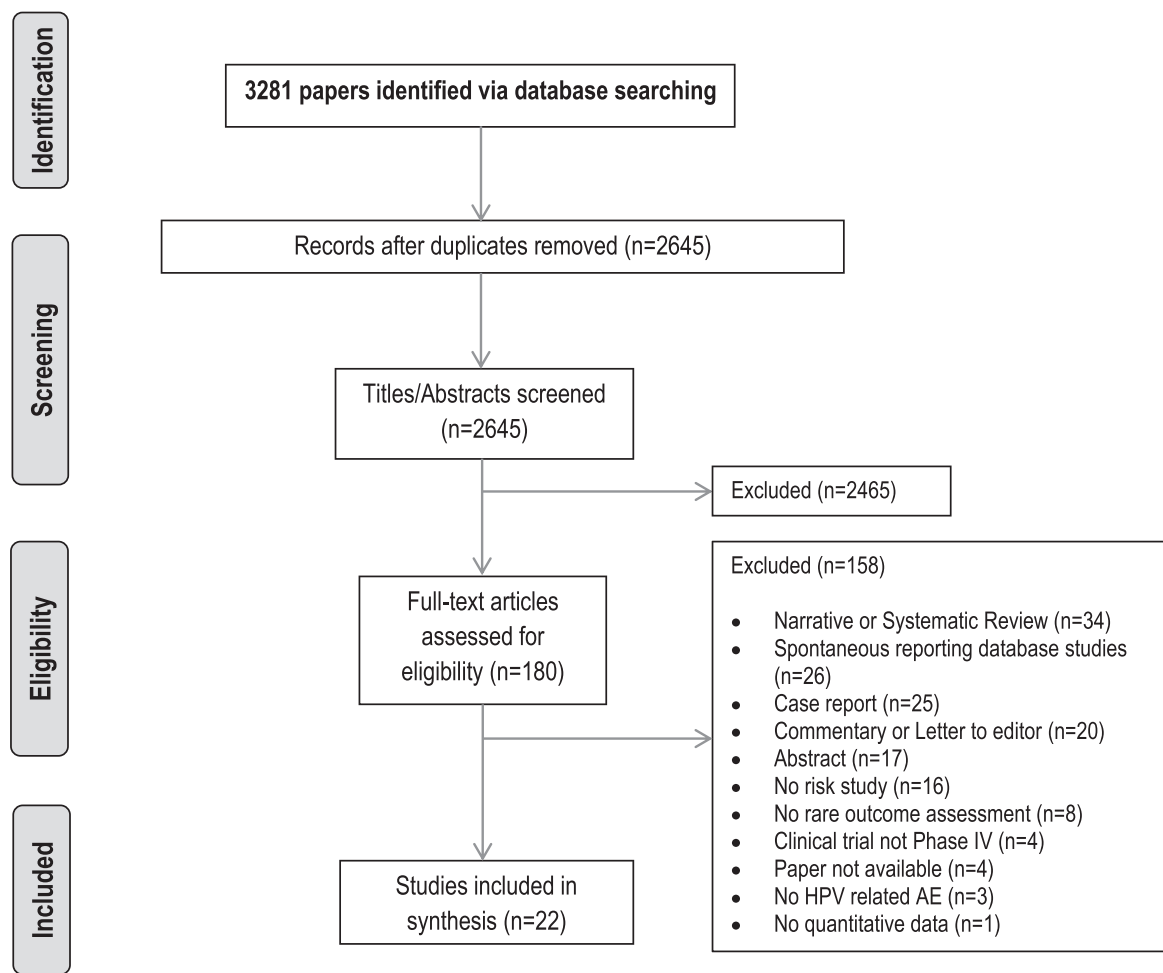 Identification
3281 papers identified via database searching
Records after duplicates removed (n=2645)
Screening
Titles/Abstracts screened
(n=2645)
Excluded (n=2465)
Eligibility
Full-text articles
assessed for
eligibility (n=180)
Excluded (n=158)
• Narrative or Systematic Review (n=34)
• Spontaneous reporting database studies
(n=26)
• Case report (n=25)
• Commentary or Letter to editor (n=20)
• Abstract (n=17)
• No risk study (n=16)
• No rare outcome assessment (n=8)
• Clinical trial not Phase IV (n=4)
• Paper not available (n=4)
• No HPV related AE (n=3)
• No quantitative data (n=1)
Included
Studies included in
synthesis (n=22)